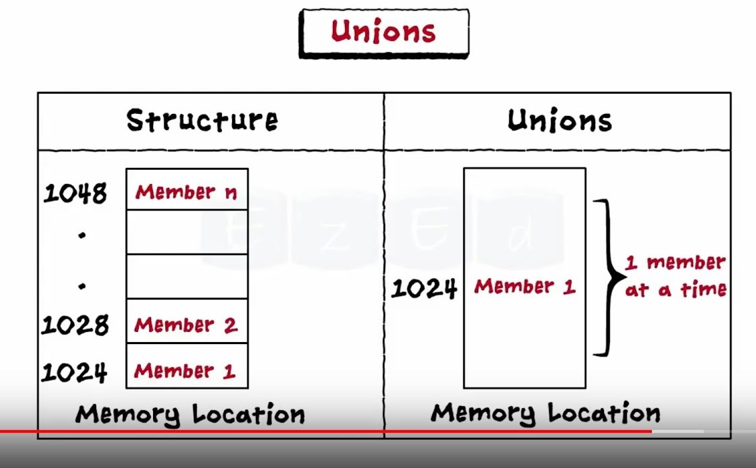 Unions
Structure
Unions
1048 Member n
.
.
1028 Member 2
1024 Member 1
Memory Location
1024 Member 1
1 member
at a time
Memory Location
EzEd